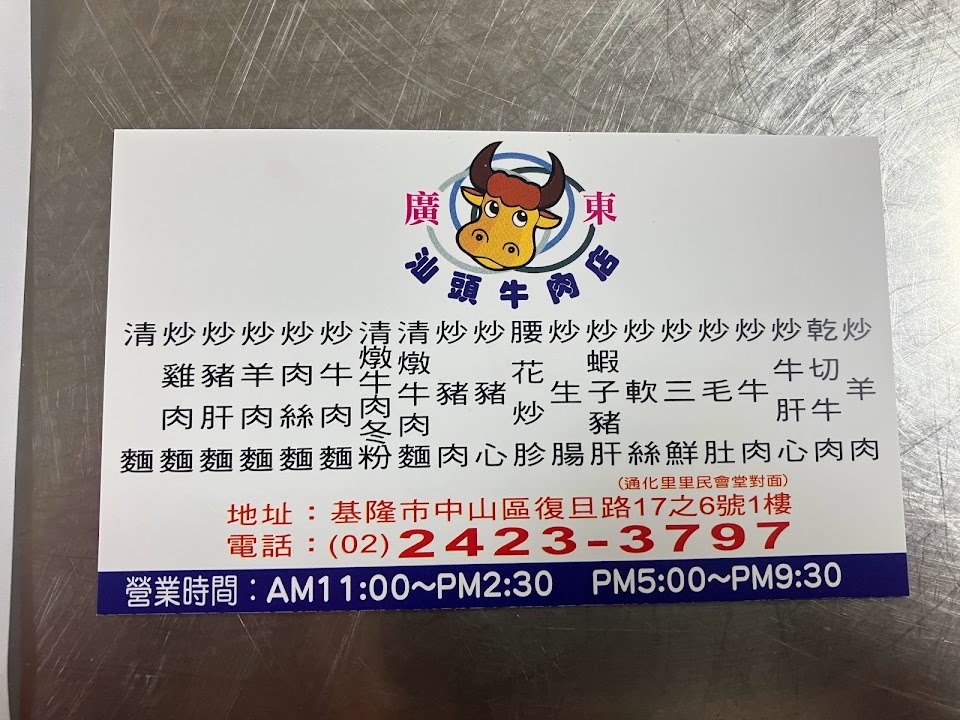 廣東
汕頭牛肉店
炒羊肉
乾切牛肉
炒牛肝心
炒牛肉
炒毛肚
炒三鮮
炒軟絲
炒蝦子豬肝
炒生腸
腰花炒胗
炒豬心
炒豬肉
清燉牛肉麵
清燉牛肉冬粉
炒牛肉麵
炒肉絲麵
炒羊肉麵
炒豬肝麵
炒雞肉麵
清麵
(通化里里民會堂對面)
地址：基隆市中山區復旦路17之6號1樓
電話：(02)2423-3797
營業時間：AM11:00～PM2:30 PM5:00～PM9:30